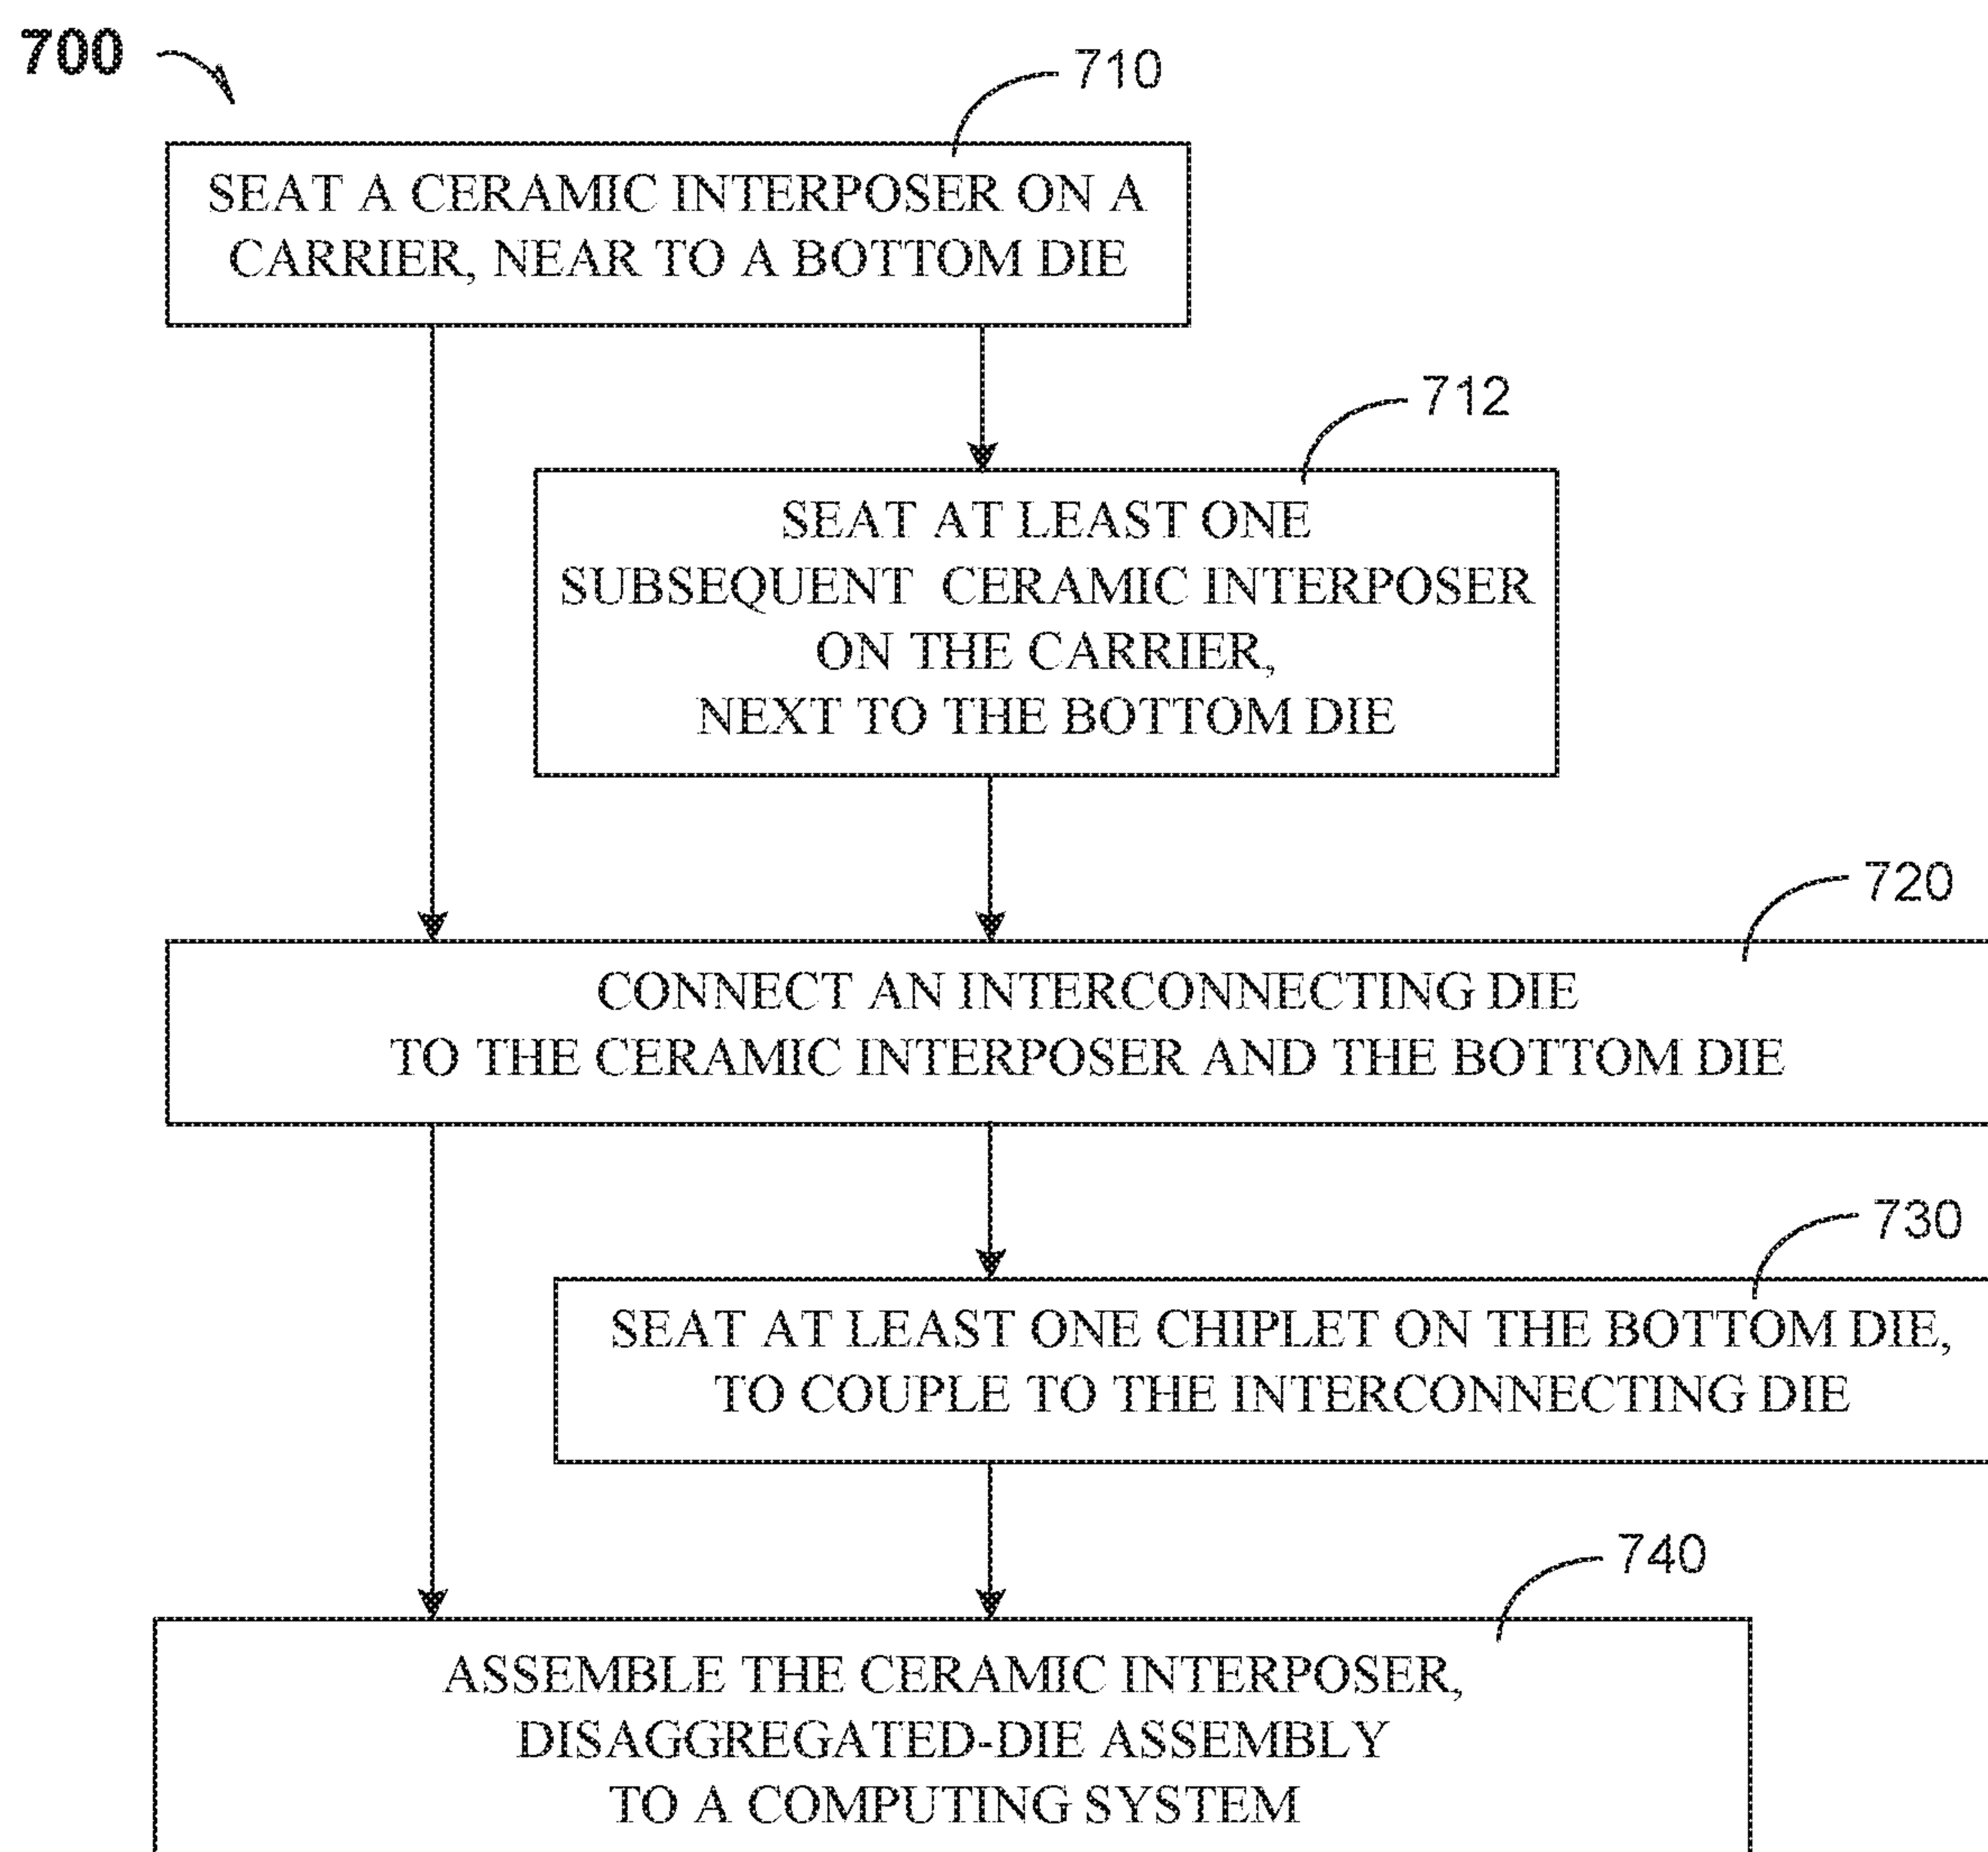 700
710
SEAT A CERAMIC INTERPOSER ON A
CARRIER, NEAR TO A BOTTOM DIE
712
SEAT AT LEAST ONE
SUBSEQUENT CERAMIC INTERPOSER
ON THE CARRIER,
NEXT TO THE BOTTOM DIE
720
CONNECT AN INTERCONNECTING DIE
TO THE CERAMIC INTERPOSER AND THE BOTTOM DIE
730
SEAT AT LEAST ONE CHIPLET ON THE BOTTOM DIE,
TO COUPLE TO THE INTERCONNECTING DIE
740
ASSEMBLE THE CERAMIC INTERPOSER,
DISAGGREGATED-DIE ASSEMBLY
TO A COMPUTING SYSTEM